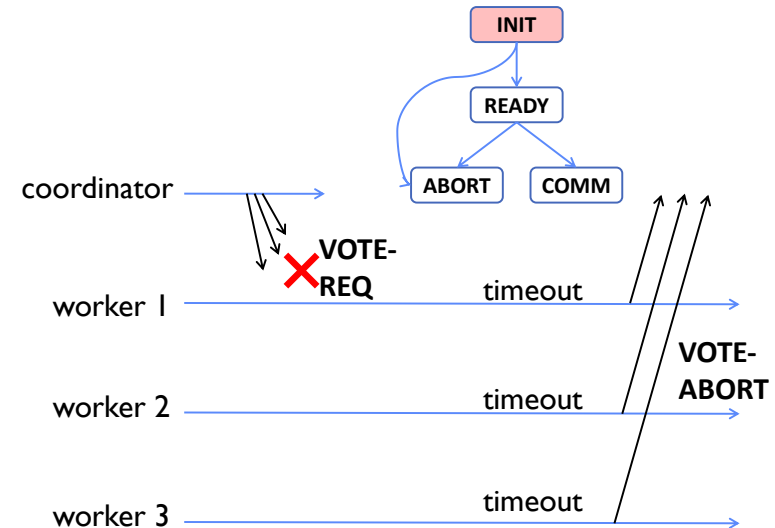 INIT
READY
ABORT
COMM
coordinator
VOTE-
REQ
worker 1
timeout
VOTE-
ABORT
worker 2
timeout
worker 3
timeout